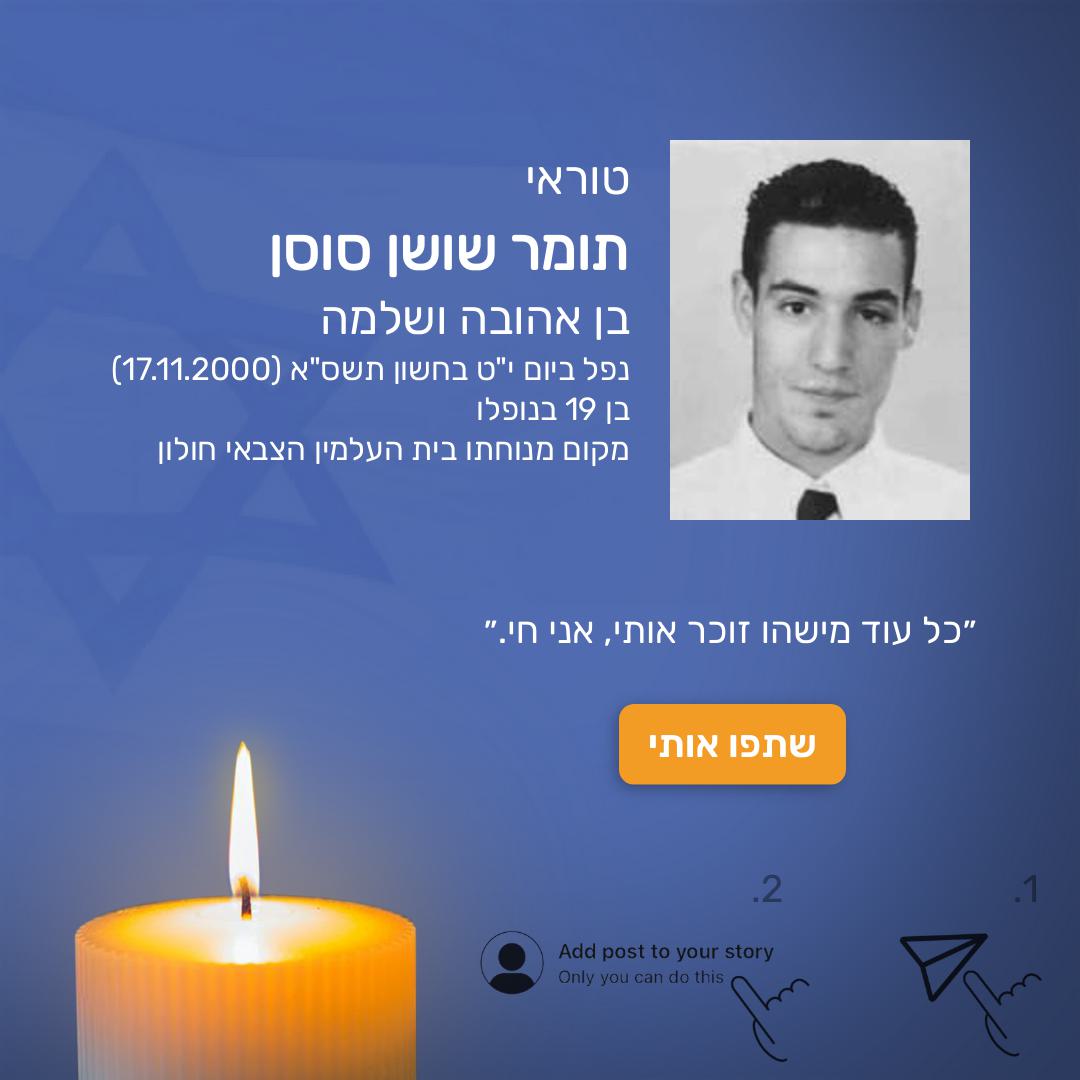 טוראי
תומר שושן סוסן
בן אהובה ושלמה
נפל ביום י"ט בחשון תשס"א (17.11.2000)
בן 19 בנופלו
מקום מנוחתו בית העלמין הצבאי חולון
״כל עוד מישהו זוכר אותי, אני חי.״
שתפו אותי
1.
2.
Add post to your story
Only you can do this